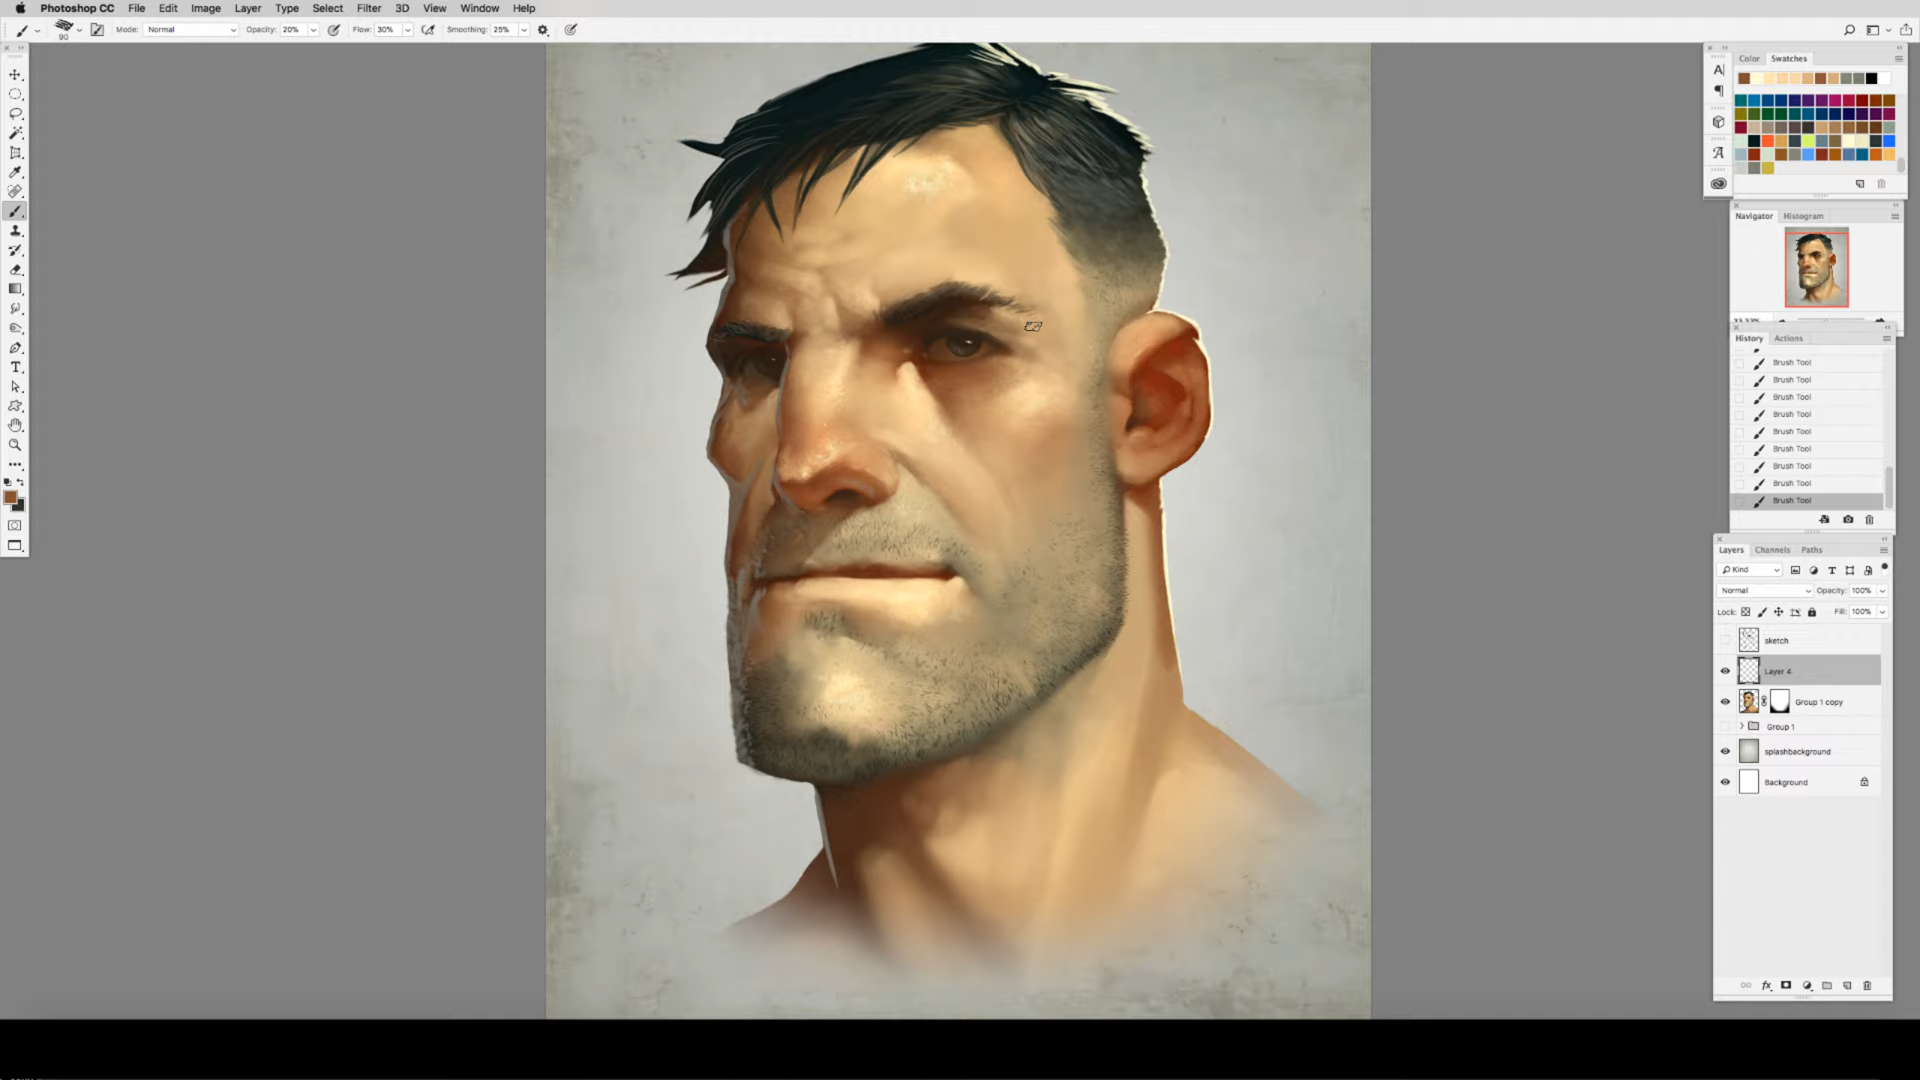 Photoshop CC File Edit Image Layer Type Select Filter 3D View Window Help
90 Mode: Normal Opacity: 20% Flow: 30% Smoothing: 25%
Color Swatches
Navigator Histogram
History Actions
Brush Tool
Brush Tool
Brush Tool
Brush Tool
Brush Tool
Brush Tool
Brush Tool
Brush Tool
Brush Tool
Layers Channels Paths
Kind
Normal Opacity: 100%
Lock: Fill: 100%
sketch
Layer 4
Group 1 copy
Group 1
splashbackground
Background